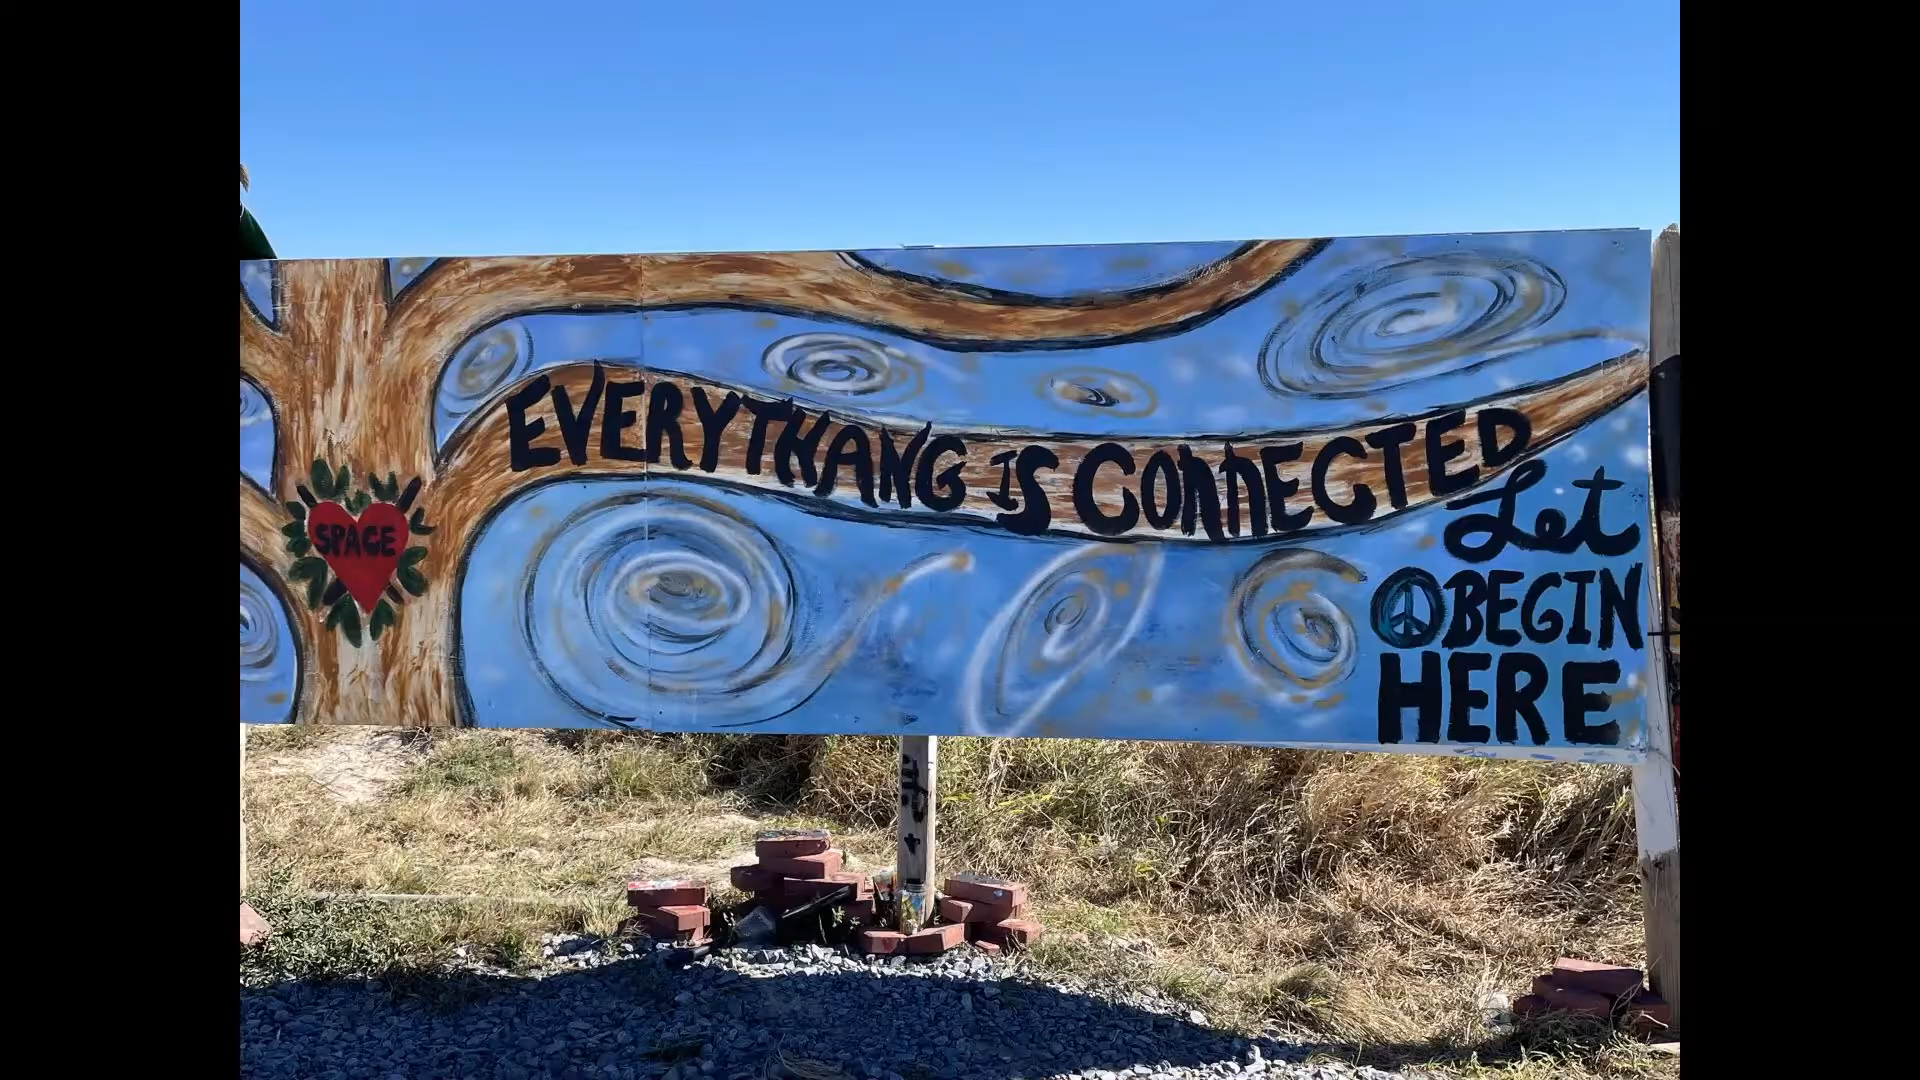 SPACE
EVERYTHANG IS CONNECTED
Let
☮BEGIN
HERE